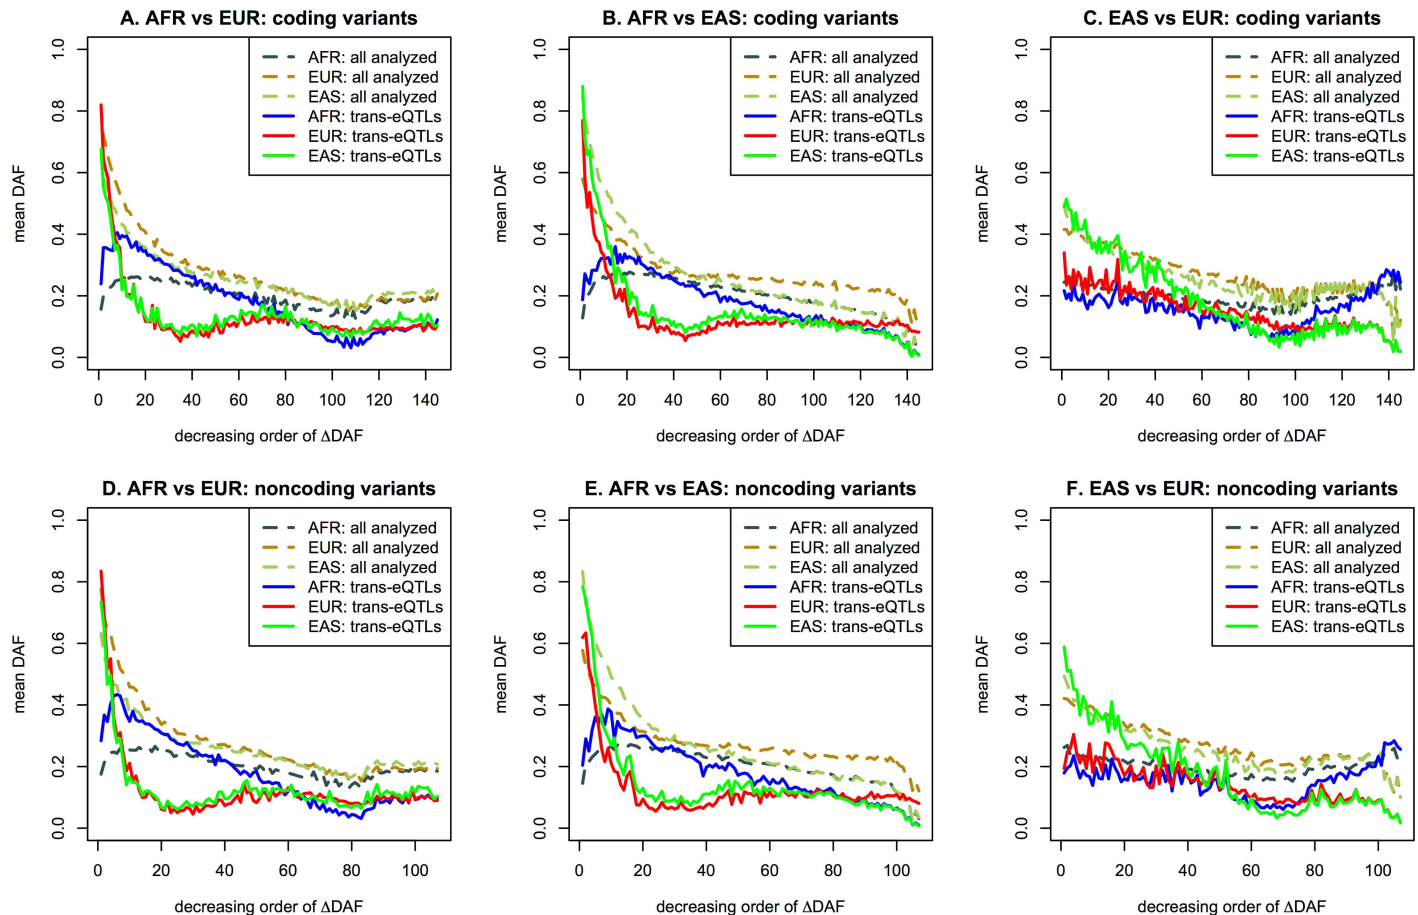 A. AFR vs EUR: coding variants
mean DAF
0.0 0.2 0.4 0.6 0.8 1.0
AFR: all analyzed
EUR: all analyzed
EAS: all analyzed
AFR: trans-eQTLs
EUR: trans-eQTLs
EAS: trans-eQTLs
0 20 40 60 80 100 120 140
decreasing order of ΔDAF
B. AFR vs EAS: coding variants
mean DAF
0.0 0.2 0.4 0.6 0.8 1.0
AFR: all analyzed
EUR: all analyzed
EAS: all analyzed
AFR: trans-eQTLs
EUR: trans-eQTLs
EAS: trans-eQTLs
0 20 40 60 80 100 120 140
decreasing order of ΔDAF
C. EAS vs EUR: coding variants
mean DAF
0.0 0.2 0.4 0.6 0.8 1.0
AFR: all analyzed
EUR: all analyzed
EAS: all analyzed
AFR: trans-eQTLs
EUR: trans-eQTLs
EAS: trans-eQTLs
0 20 40 60 80 100 120 140
decreasing order of ΔDAF
D. AFR vs EUR: noncoding variants
mean DAF
0.0 0.2 0.4 0.6 0.8 1.0
AFR: all analyzed
EUR: all analyzed
EAS: all analyzed
AFR: trans-eQTLs
EUR: trans-eQTLs
EAS: trans-eQTLs
0 20 40 60 80 100
decreasing order of ΔDAF
E. AFR vs EAS: noncoding variants
mean DAF
0.0 0.2 0.4 0.6 0.8 1.0
AFR: all analyzed
EUR: all analyzed
EAS: all analyzed
AFR: trans-eQTLs
EUR: trans-eQTLs
EAS: trans-eQTLs
0 20 40 60 80 100
decreasing order of ΔDAF
F. EAS vs EUR: noncoding variants
mean DAF
0.0 0.2 0.4 0.6 0.8 1.0
AFR: all analyzed
EUR: all analyzed
EAS: all analyzed
AFR: trans-eQTLs
EUR: trans-eQTLs
EAS: trans-eQTLs
0 20 40 60 80 100
decreasing order of ΔDAF